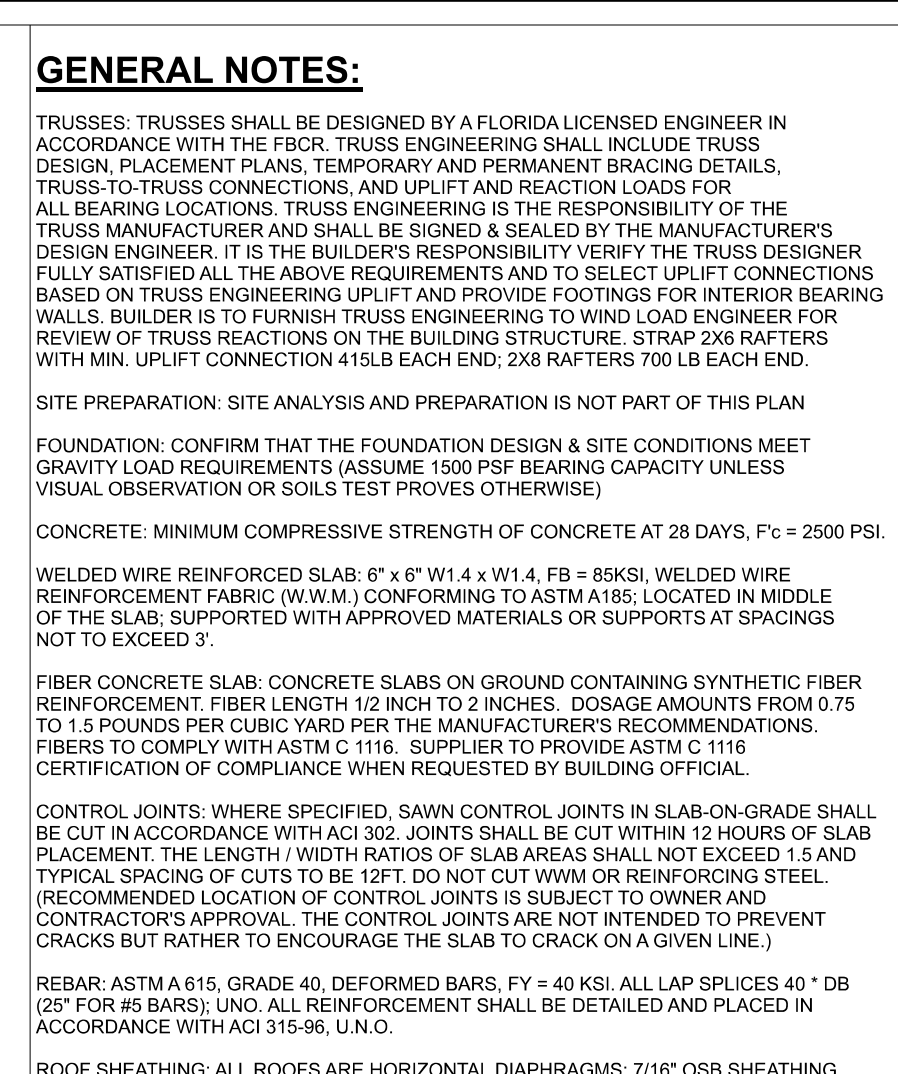 GENERAL NOTES:
TRUSSES: TRUSSES SHALL BE DESIGNED BY A FLORIDA LICENSED ENGINEER IN
ACCORDANCE WITH THE FBCR. TRUSS ENGINEERING SHALL INCLUDE TRUSS
DESIGN, PLACEMENT PLANS, TEMPORARY AND PERMANENT BRACING DETAILS,
TRUSS-TO-TRUSS CONNECTIONS, AND UPLIFT AND REACTION LOADS FOR
ALL BEARING LOCATIONS. TRUSS ENGINEERING IS THE RESPONSIBILITY OF THE
TRUSS MANUFACTURER AND SHALL BE SIGNED & SEALED BY THE MANUFACTURER'S
DESIGN ENGINEER. IT IS THE BUILDER'S RESPONSIBILITY VERIFY THE TRUSS DESIGNER
FULLY SATISFIED ALL THE ABOVE REQUIREMENTS AND TO SELECT UPLIFT CONNECTIONS
BASED ON TRUSS ENGINEERING UPLIFT AND PROVIDE FOOTINGS FOR INTERIOR BEARING
WALLS. BUILDER IS TO FURNISH TRUSS ENGINEERING TO WIND LOAD ENGINEER FOR
REVIEW OF TRUSS REACTIONS ON THE BUILDING STRUCTURE. STRAP 2X6 RAFTERS
WITH MIN. UPLIFT CONNECTION 415LB EACH END; 2X8 RAFTERS 700 LB EACH END.
SITE PREPARATION: SITE ANALYSIS AND PREPARATION IS NOT PART OF THIS PLAN
FOUNDATION: CONFIRM THAT THE FOUNDATION DESIGN & SITE CONDITIONS MEET
GRAVITY LOAD REQUIREMENTS (ASSUME 1500 PSF BEARING CAPACITY UNLESS
VISUAL OBSERVATION OR SOILS TEST PROVES OTHERWISE)
CONCRETE: MINIMUM COMPRESSIVE STRENGTH OF CONCRETE AT 28 DAYS, F'c = 2500 PSI.
WELDED WIRE REINFORCED SLAB: 6" x 6" W1.4 x W1.4, FB = 85KSI, WELDED WIRE
REINFORCEMENT FABRIC (W.W.M.) CONFORMING TO ASTM A185; LOCATED IN MIDDLE
OF THE SLAB; SUPPORTED WITH APPROVED MATERIALS OR SUPPORTS AT SPACINGS
NOT TO EXCEED 3'.
FIBER CONCRETE SLAB: CONCRETE SLABS ON GROUND CONTAINING SYNTHETIC FIBER
REINFORCEMENT. FIBER LENGTH 1/2 INCH TO 2 INCHES.  DOSAGE AMOUNTS FROM 0.75
TO 1.5 POUNDS PER CUBIC YARD PER THE MANUFACTURER'S RECOMMENDATIONS.
FIBERS TO COMPLY WITH ASTM C 1116.  SUPPLIER TO PROVIDE ASTM C 1116
CERTIFICATION OF COMPLIANCE WHEN REQUESTED BY BUILDING OFFICIAL.
CONTROL JOINTS: WHERE SPECIFIED, SAWN CONTROL JOINTS IN SLAB-ON-GRADE SHALL
BE CUT IN ACCORDANCE WITH ACI 302. JOINTS SHALL BE CUT WITHIN 12 HOURS OF SLAB
PLACEMENT. THE LENGTH / WIDTH RATIOS OF SLAB AREAS SHALL NOT EXCEED 1.5 AND
TYPICAL SPACING OF CUTS TO BE 12FT. DO NOT CUT WWM OR REINFORCING STEEL.
(RECOMMENDED LOCATION OF CONTROL JOINTS IS SUBJECT TO OWNER AND
CONTRACTOR'S APPROVAL. THE CONTROL JOINTS ARE NOT INTENDED TO PREVENT
CRACKS BUT RATHER TO ENCOURAGE THE SLAB TO CRACK ON A GIVEN LINE.)
REBAR: ASTM A 615, GRADE 40, DEFORMED BARS, FY = 40 KSI. ALL LAP SPLICES 40 * DB
(25" FOR #5 BARS); UNO. ALL REINFORCEMENT SHALL BE DETAILED AND PLACED IN
ACCORDANCE WITH ACI 315-96, U.N.O.
ROOF SHEATHING: ALL ROOFS ARE HORIZONTAL DIAPHRAGMS; 7/16" OSB SHEATHING